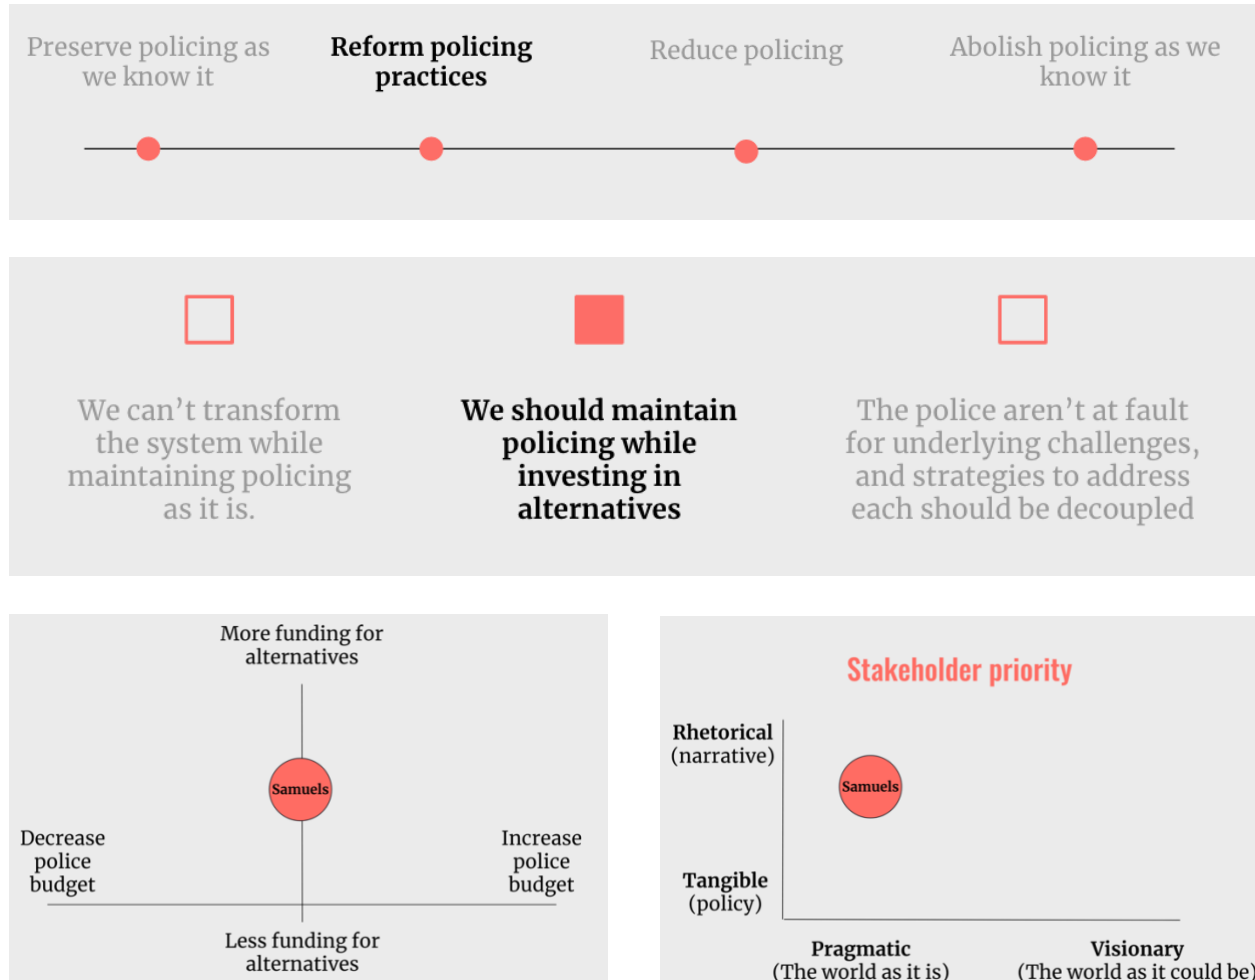 Preserve policing as
we know it
Reform policing
practices
Reduce policing
Abolish policing as we
know it
We can’t transform
the system while
maintaining policing
as it is.
We should maintain
policing while
investing in
alternatives
The police aren’t at fault
for underlying challenges,
and strategies to address
each should be decoupled
More funding for
alternatives
Samuels
Decrease
police
budget
Increase
police
budget
Less funding for
alternatives
Stakeholder priority
Rhetorical
(narrative)
Samuels
Tangible
(policy)
Pragmatic
(The world as it is)
Visionary
(The world as it could be)